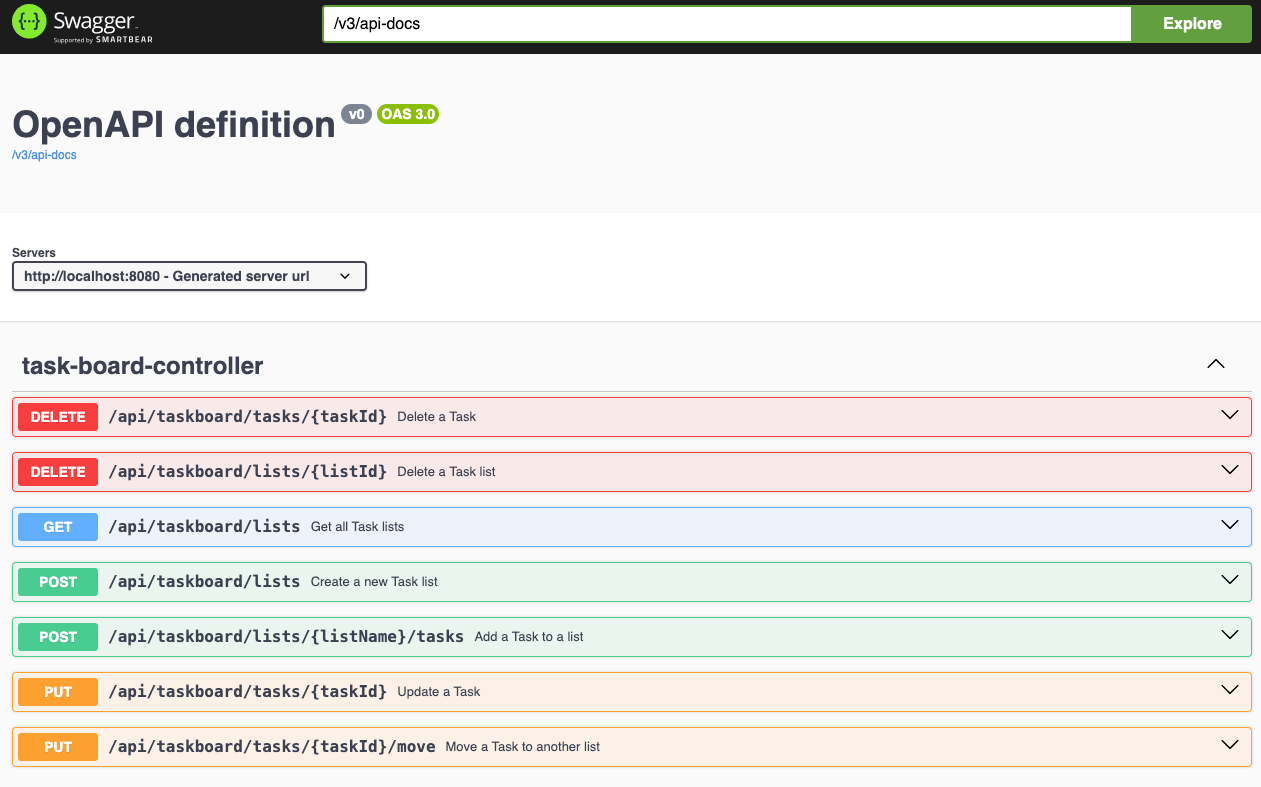 {···} Swagger
Supported by SMARTBEAR
/v3/api-docs
Explore
OpenAPI definition v0 OAS 3.0
/v3/api-docs
Servers
http://localhost:8080 - Generated server url
task-board-controller
DELETE /api/taskboard/tasks/{taskId} Delete a Task
DELETE /api/taskboard/lists/{listId} Delete a Task list
GET /api/taskboard/lists Get all Task lists
POST /api/taskboard/lists Create a new Task list
POST /api/taskboard/lists/{listName}/tasks Add a Task to a list
PUT /api/taskboard/tasks/{taskId} Update a Task
PUT /api/taskboard/tasks/{taskId}/move Move a Task to another list